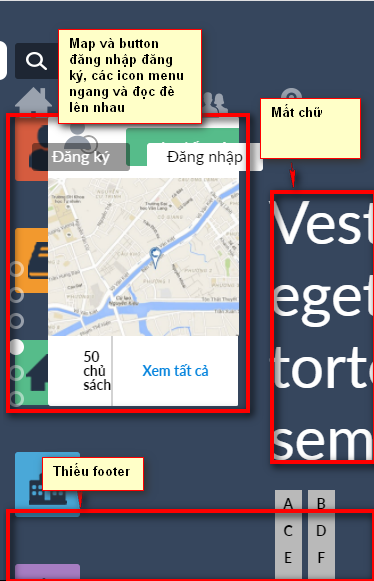 Map và button
đăng nhập đăng
ký, các icon menu
ngang và đọc đè
lên nhau
Mất chữ
Đăng ký
Đăng nhập
Vest
eget
torto
sem
50
chủ
sách
Xem tất cả
Thiếu footer
A B
C D
E F